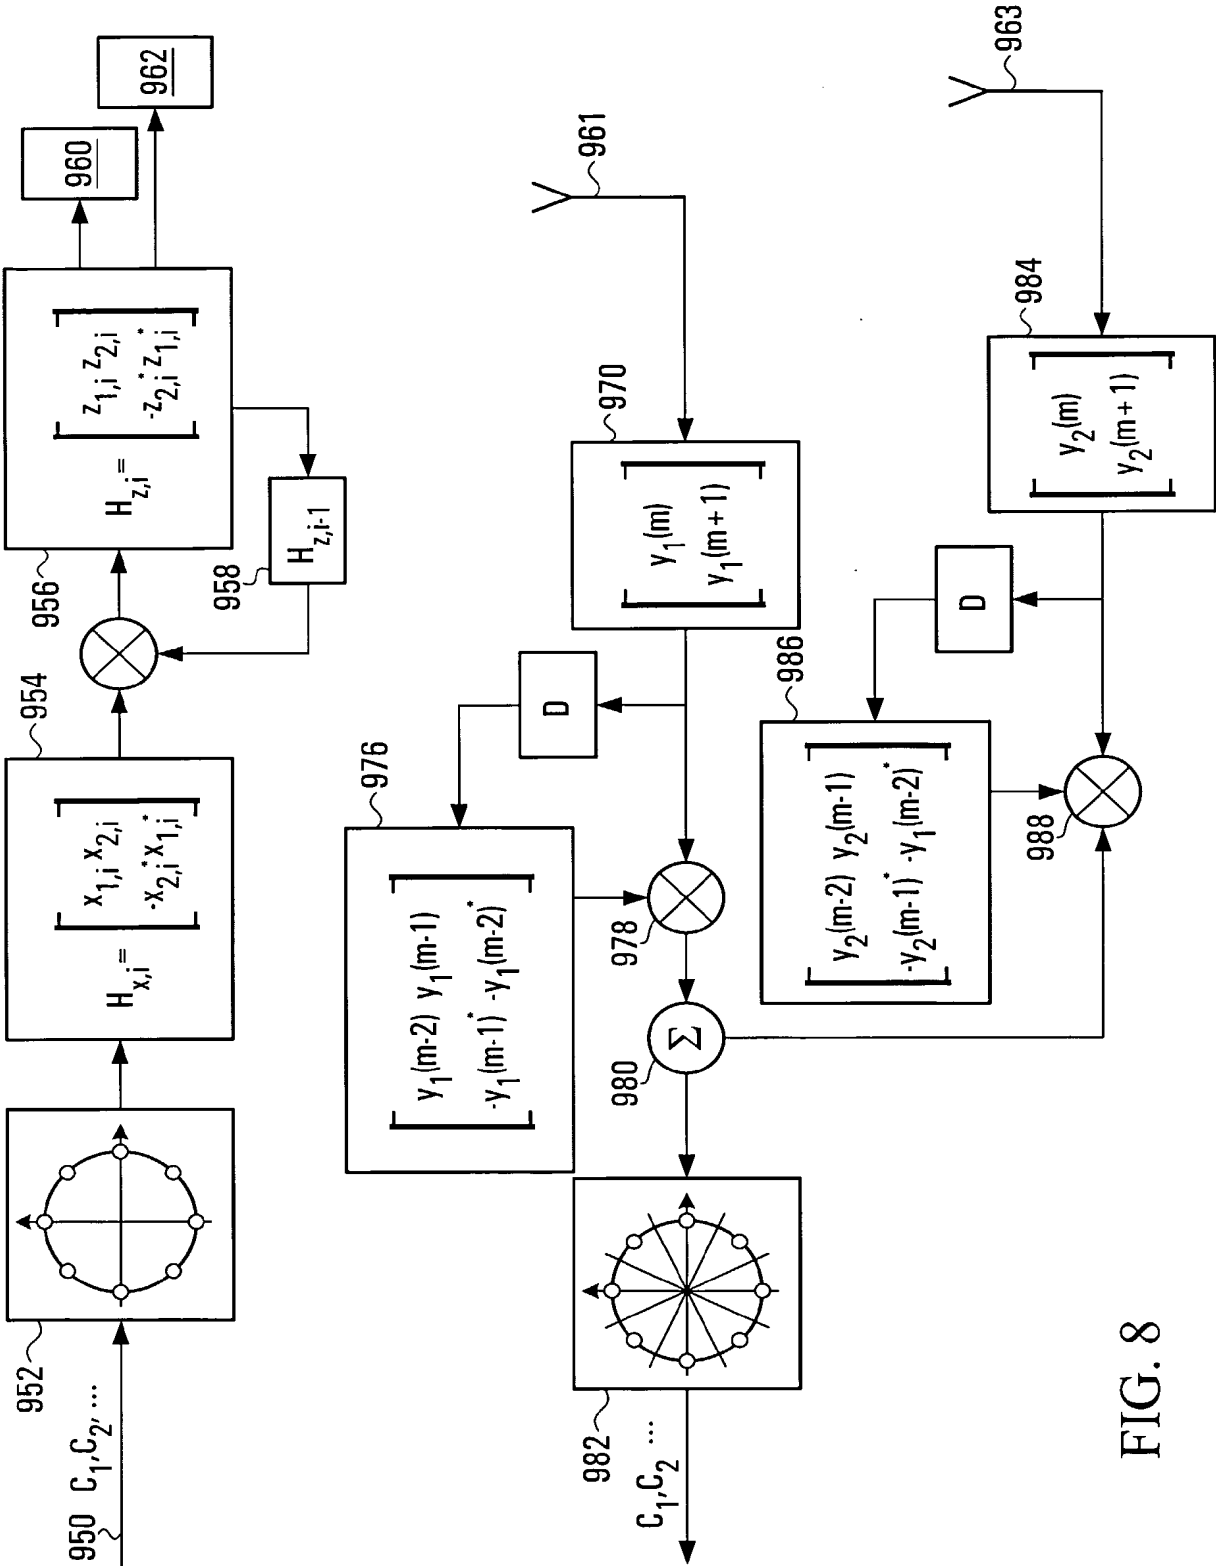 950
C₁,C₂,...
952
954
Hx,i=
x1,i x2,i
-x2,i* x1,i*
956
Hz,i=
z1,i z2,i
-z2,i* z1,i*
958
Hz,i-1
960
962
961
970
y₁(m)
y₁(m+1)
D
976
y₁(m-2) y₁(m-1)
-y₁(m-1)* -y₁(m-2)*
978
980
Σ
982
C₁,C₂ ...
963
984
y₂(m)
y₂(m+1)
D
986
y₂(m-2) y₂(m-1)
-y₂(m-1)* -y₁(m-2)*
988
FIG. 8